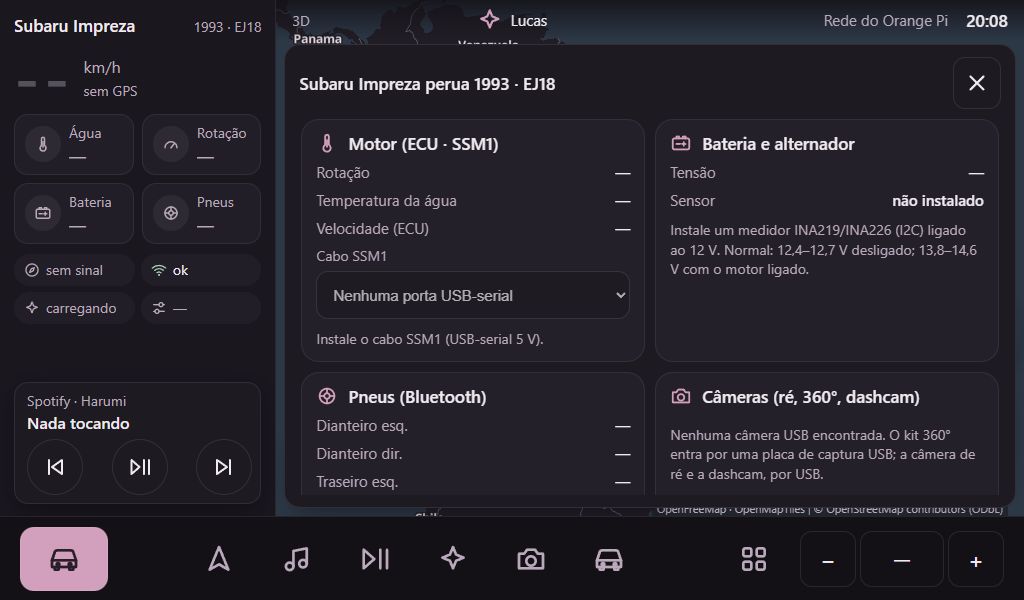 Subaru Impreza
1993 · EJ18
— —
km/h
sem GPS
Água
—
Rotação
—
Bateria
—
Pneus
—
sem sinal
ok
carregando
—
Spotify · Harumi
Nada tocando
3D
Panama
Lucas
Rede do Orange Pi
20:08
Subaru Impreza perua 1993 · EJ18
Motor (ECU · SSM1)
Rotação —
Temperatura da água —
Velocidade (ECU) —
Cabo SSM1
Nenhuma porta USB-serial
Instale o cabo SSM1 (USB-serial 5 V).
Bateria e alternador
Tensão —
Sensor não instalado
Instale um medidor INA219/INA226 (I2C) ligado
ao 12 V. Normal: 12,4–12,7 V desligado; 13,8–14,6
V com o motor ligado.
Pneus (Bluetooth)
Dianteiro esq. —
Dianteiro dir. —
Traseiro esq. —
Câmeras (ré, 360°, dashcam)
Nenhuma câmera USB encontrada. O kit 360°
entra por uma placa de captura USB; a câmera de
ré e a dashcam, por USB.
OpenFreeMap · OpenMapTiles | © OpenStreetMap contributors (ODbL)
– — +